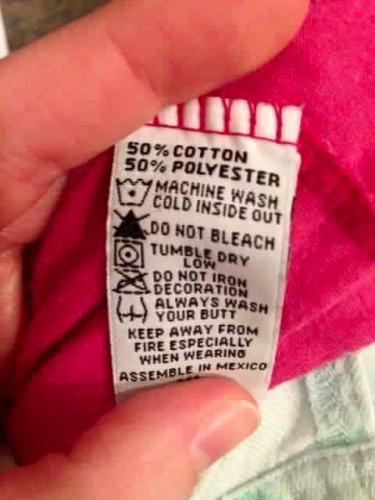 50% COTTON
50% POLYESTER
MACHINE WASH
COLD INSIDE OUT
DO NOT BLEACH
TUMBLE DRY
LOW
DO NOT IRON
DECORATION
ALWAYS WASH
YOUR BUTT
KEEP AWAY FROM
FIRE ESPECIALLY
WHEN WEARING
ASSEMBLE IN MEXICO